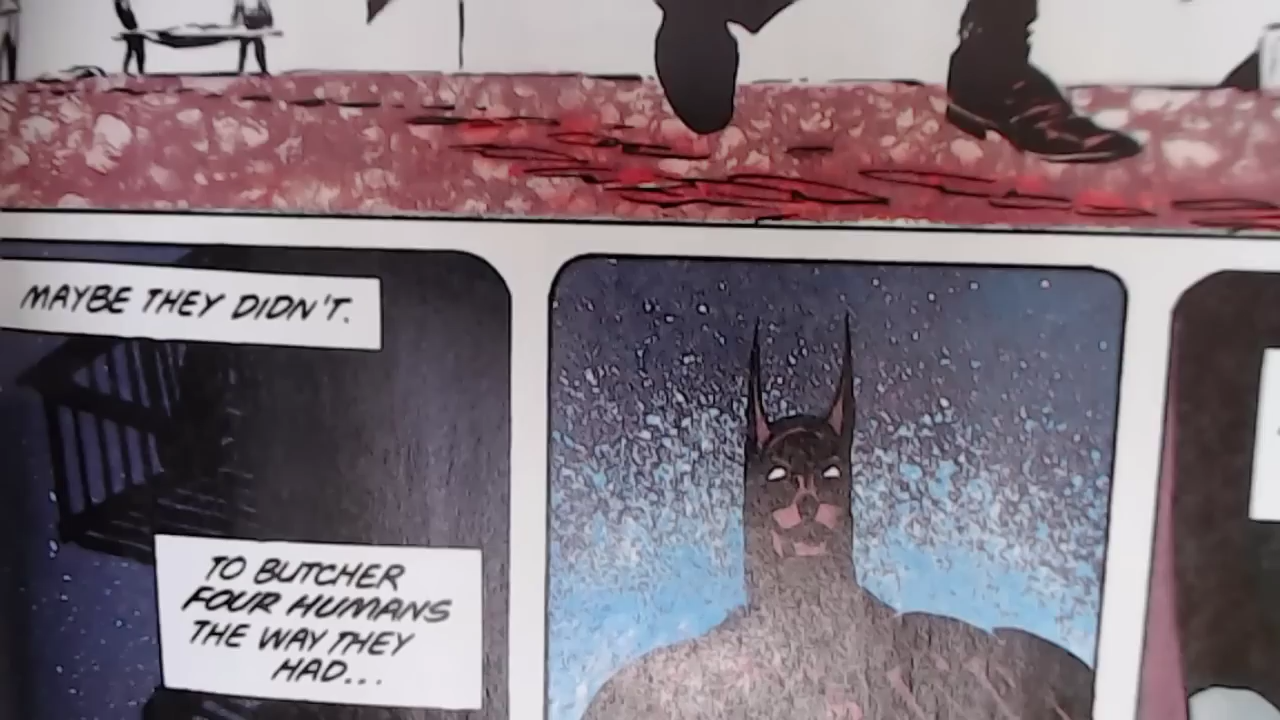 MAYBE THEY DIDN'T.
TO BUTCHER
FOUR HUMANS
THE WAY THEY
HAD...